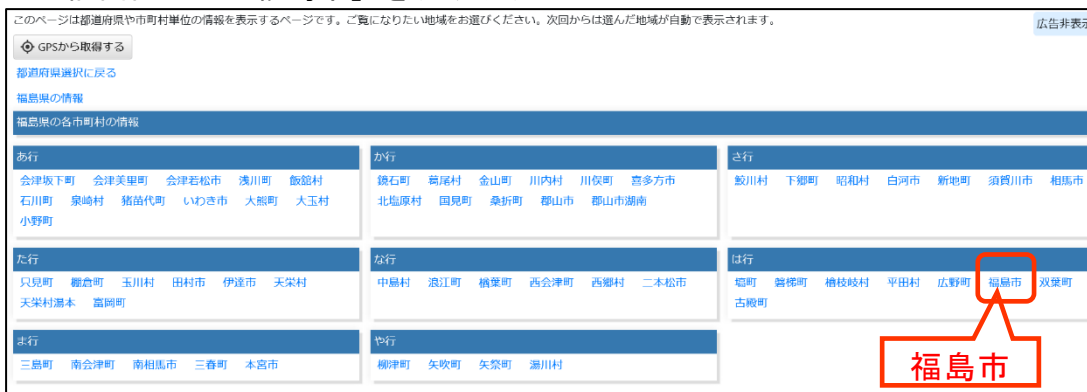 このページは都道府県や市町村単位の情報を表示するページです。ご覧になりたい地域をお選びください。次回からは選んだ地域が自動で表示されます。
広告非表示
GPSから取得する
都道府県選択に戻る
福島県の情報
福島県の各市町村の情報
あ行
会津坂下町 会津美里町 会津若松市 浅川町 飯舘村
石川町 泉崎村 猪苗代町 いわき市 大熊町 大玉村
小野町
か行
鏡石町 葛尾村 金山町 川内村 川俣町 喜多方市
北塩原村 国見町 桑折町 郡山市 郡山市湖南
さ行
鮫川村 下郷町 昭和村 白河市 新地町 須賀川市 相馬市
た行
只見町 棚倉町 玉川村 田村市 伊達市 天栄村
天栄村湯本 富岡町
な行
中島村 浪江町 楢葉町 西会津町 西郷村 二本松市
は行
塙町 磐梯町 檜枝岐村 平田村 広野町 福島市 双葉町
古殿町
ま行
三島町 南会津町 南相馬市 三春町 本宮市
や行
柳津町 矢吹町 矢祭町 湯川村
福島市